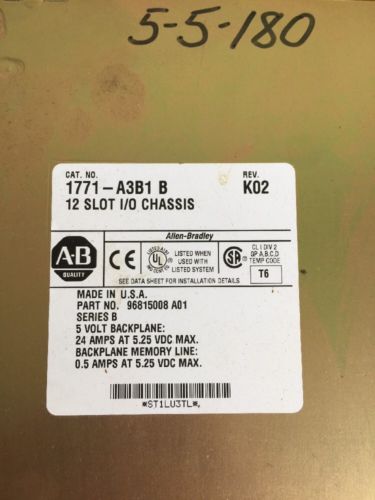 5-5-180
CAT. NO. REV.
1771-A3B1 B K02
12 SLOT I/O CHASSIS
Allen-Bradley
A-B
QUALITY
CE
LISTED
UL
WHEN
USED WITH
LISTED SYSTEM
SA
CL I DIV 2
GP A,B,C,D
TEMP CODE
T6
SEE DATA SHEET FOR INSTALLATION DETAILS
MADE IN U.S.A.
PART NO. 96815008 A01
SERIES B
5 VOLT BACKPLANE:
24 AMPS AT 5.25 VDC MAX.
BACKPLANE MEMORY LINE:
0.5 AMPS AT 5.25 VDC MAX.
*ST1LU3TL*,